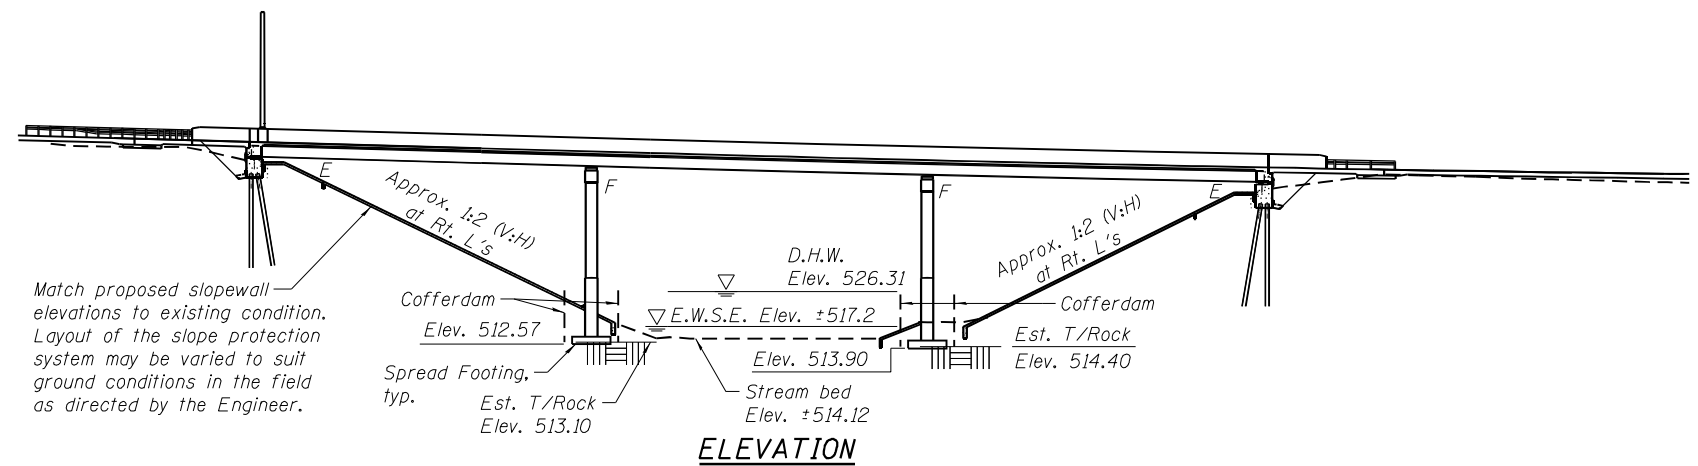 E
Approx. 1:2 (V:H)
at Rt. L's
F
F
E
Approx. 1:2 (V:H)
at Rt. L's
D.H.W.
Elev. 526.31
Match proposed slopewall
elevations to existing condition.
Layout of the slope protection
system may be varied to suit
ground conditions in the field
as directed by the Engineer.
Cofferdam
Elev. 512.57
E.W.S.E. Elev. ±517.2
Cofferdam
Elev. 513.90
Est. T/Rock
Elev. 514.40
Spread Footing,
typ.
Est. T/Rock
Elev. 513.10
Stream bed
Elev. ±514.12
ELEVATION